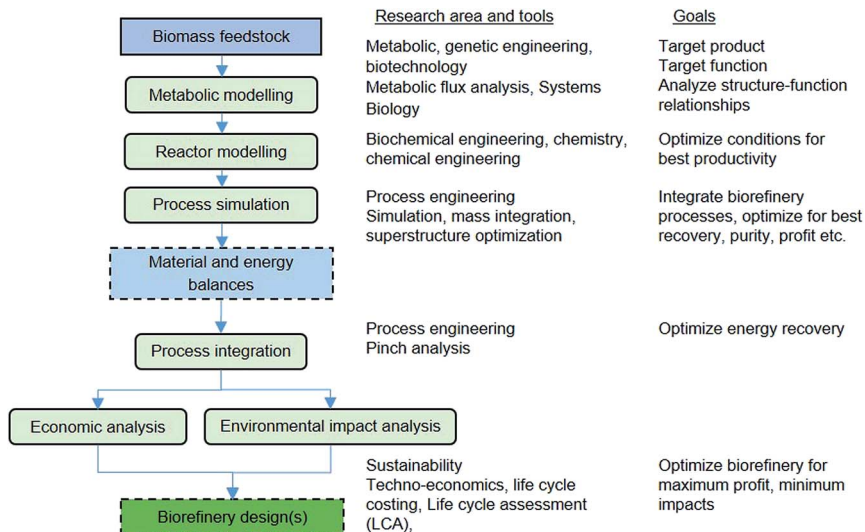 Research area and tools
Goals
Biomass feedstock
Metabolic, genetic engineering,
biotechnology
Metabolic flux analysis, Systems
Biology
Target product
Target function
Analyze structure-function
relationships
Metabolic modelling
Reactor modelling
Biochemical engineering, chemistry,
chemical engineering
Optimize conditions for
best productivity
Process simulation
Process engineering
Simulation, mass integration,
superstructure optimization
Integrate biorefinery
processes, optimize for best
recovery, purity, profit etc.
Material and energy
balances
Process integration
Process engineering
Pinch analysis
Optimize energy recovery
Economic analysis
Environmental impact analysis
Sustainability
Techno-economics, life cycle
costing, Life cycle assessment
(LCA),
Optimize biorefinery for
maximum profit, minimum
impacts
Biorefinery design(s)